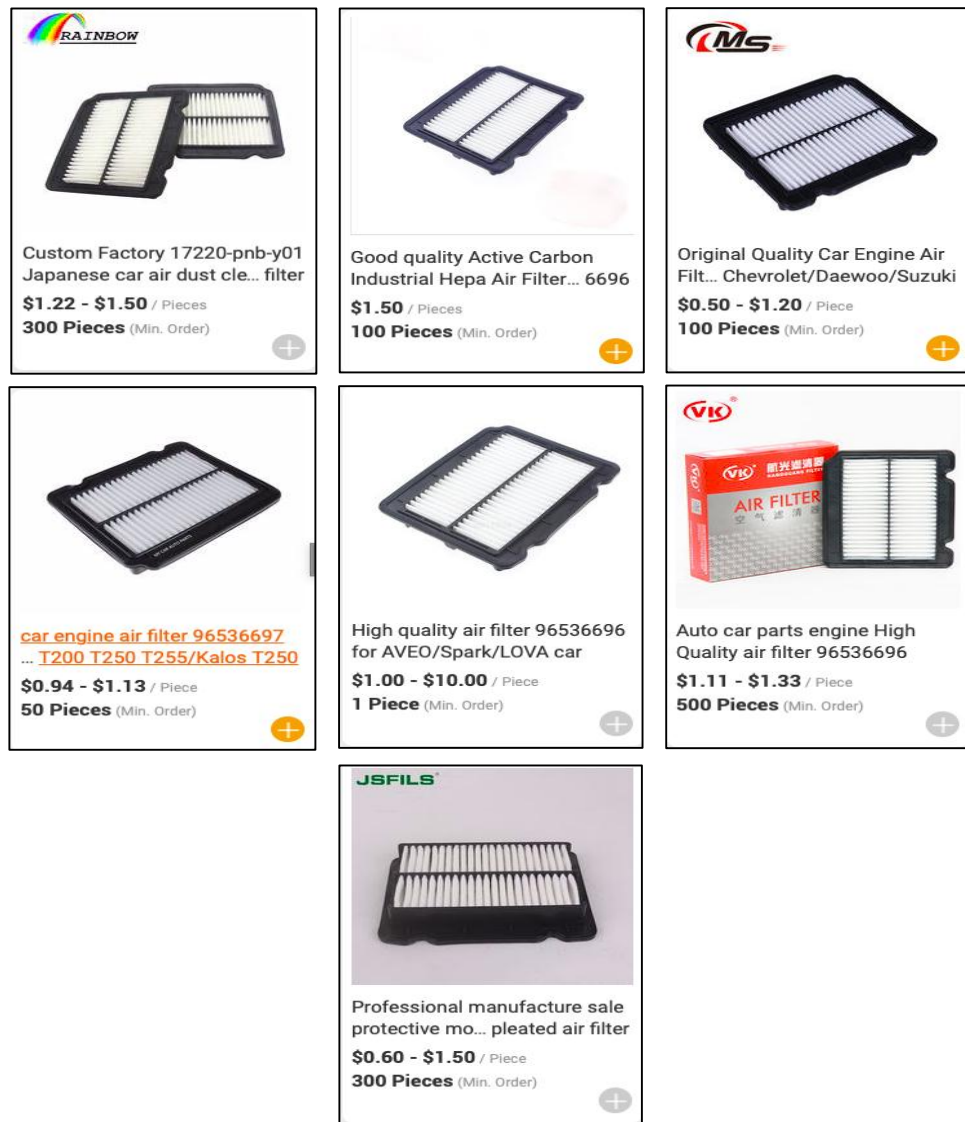 RAINBOW
Custom Factory 17220-pnb-y01
Japanese car air dust cle... filter
$1.22 - $1.50 / Pieces
300 Pieces (Min. Order)
Good quality Active Carbon
Industrial Hepa Air Filter... 6696
$1.50 / Pieces
100 Pieces (Min. Order)
MS
Original Quality Car Engine Air
Filt... Chevrolet/Daewoo/Suzuki
$0.50 - $1.20 / Piece
100 Pieces (Min. Order)
car engine air filter 96536697
... T200 T250 T255/Kalos T250
$0.94 - $1.13 / Piece
50 Pieces (Min. Order)
High quality air filter 96536696
for AVEO/Spark/LOVA car
$1.00 - $10.00 / Piece
1 Piece (Min. Order)
VK®
VK
AIR FILTER
空气滤清器
Auto car parts engine High
Quality air filter 96536696
$1.11 - $1.33 / Piece
500 Pieces (Min. Order)
JSFILS
Professional manufacture sale
protective mo... pleated air filter
$0.60 - $1.50 / Piece
300 Pieces (Min. Order)